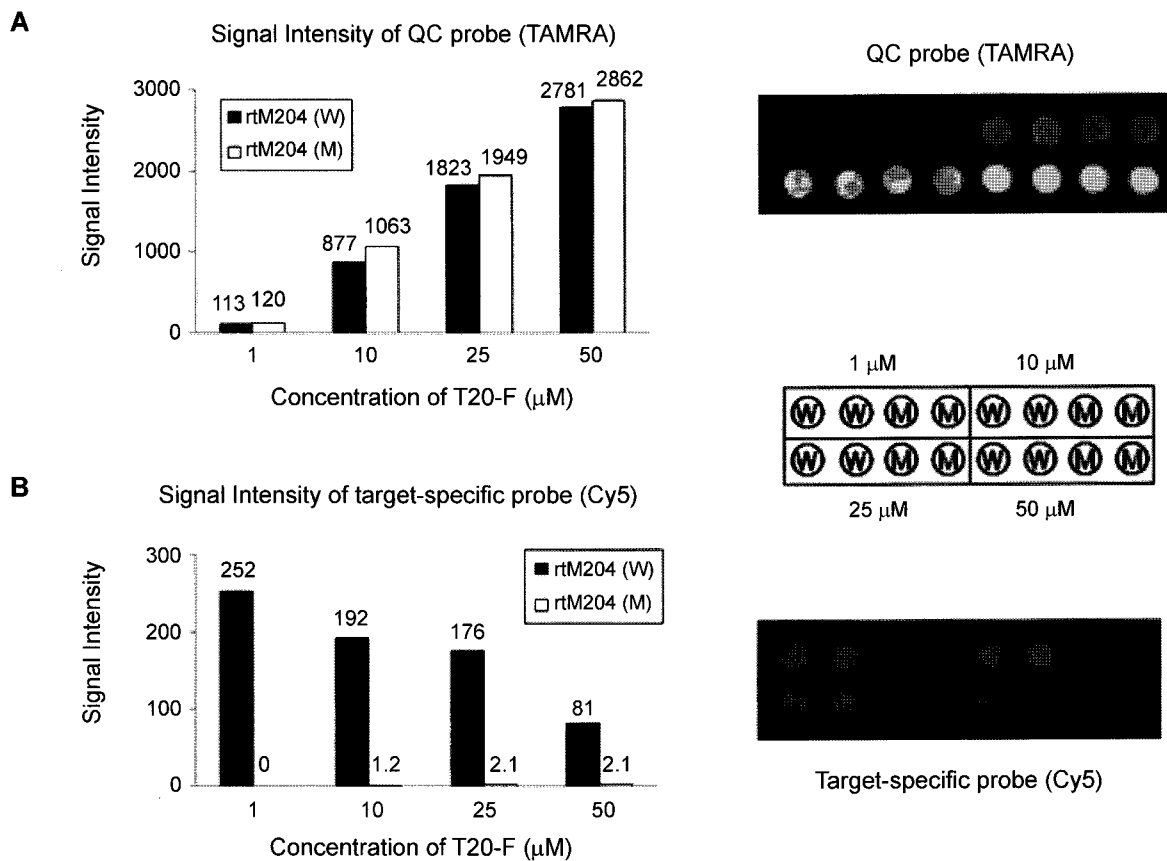 A
Signal Intensity of QC probe (TAMRA)
Signal Intensity
3000
2000
1000
0
rtM204 (W)
rtM204 (M)
113
120
877
1063
1823
1949
2781
2862
1
10
25
50
Concentration of T20-F (μM)
QC probe (TAMRA)
1 μM
10 μM
W W M M W W M M
W W M M W W M M
25 μM
50 μM
B
Signal Intensity of target-specific probe (Cy5)
Signal Intensity
300
200
100
0
rtM204 (W)
rtM204 (M)
252
0
192
1.2
176
2.1
81
2.1
1
10
25
50
Concentration of T20-F (μM)
Target-specific probe (Cy5)